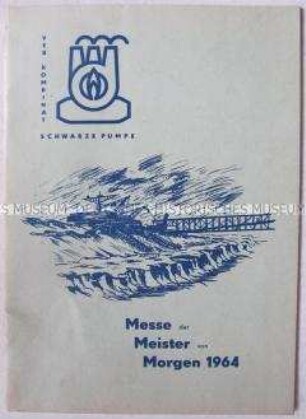 VEB KOMBINAT
SCHWARZE PUMPE
Messe der
Meister von
Morgen 1964